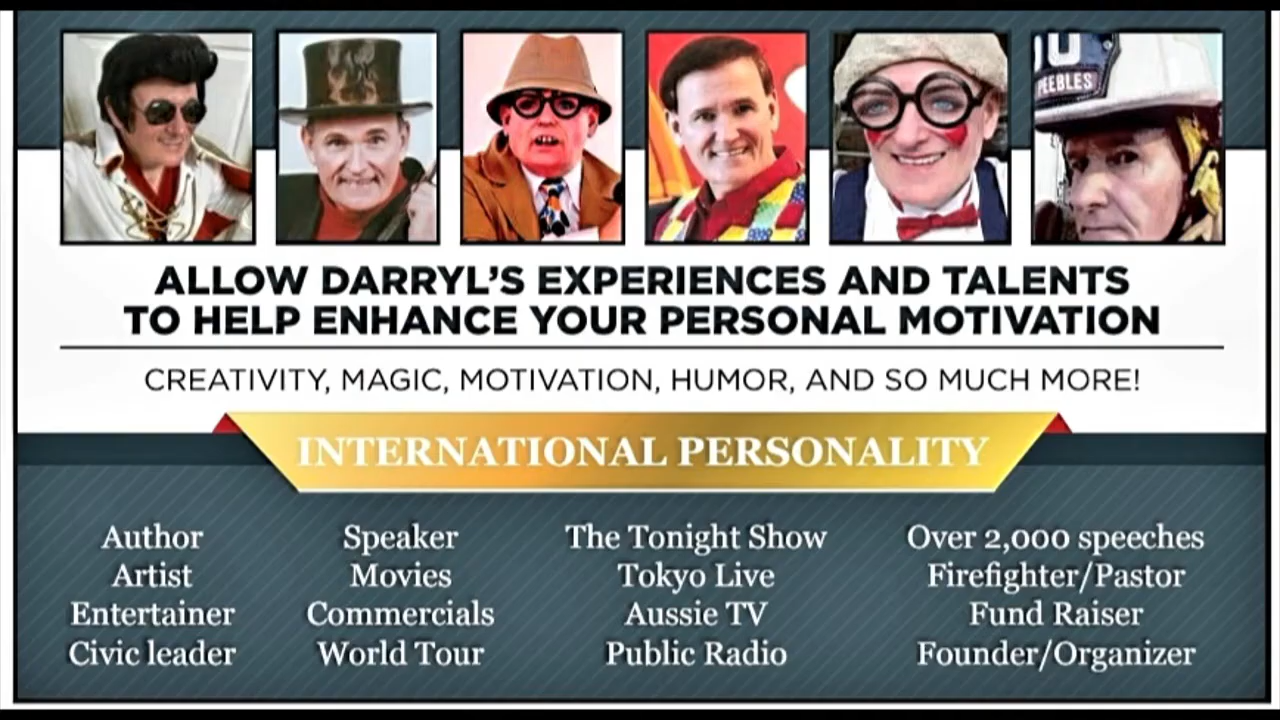 PEEBLES
ALLOW DARRYL'S EXPERIENCES AND TALENTS
TO HELP ENHANCE YOUR PERSONAL MOTIVATION
CREATIVITY, MAGIC, MOTIVATION, HUMOR, AND SO MUCH MORE!
INTERNATIONAL PERSONALITY
Author
Artist
Entertainer
Civic leader
Speaker
Movies
Commercials
World Tour
The Tonight Show
Tokyo Live
Aussie TV
Public Radio
Over 2,000 speeches
Firefighter/Pastor
Fund Raiser
Founder/Organizer